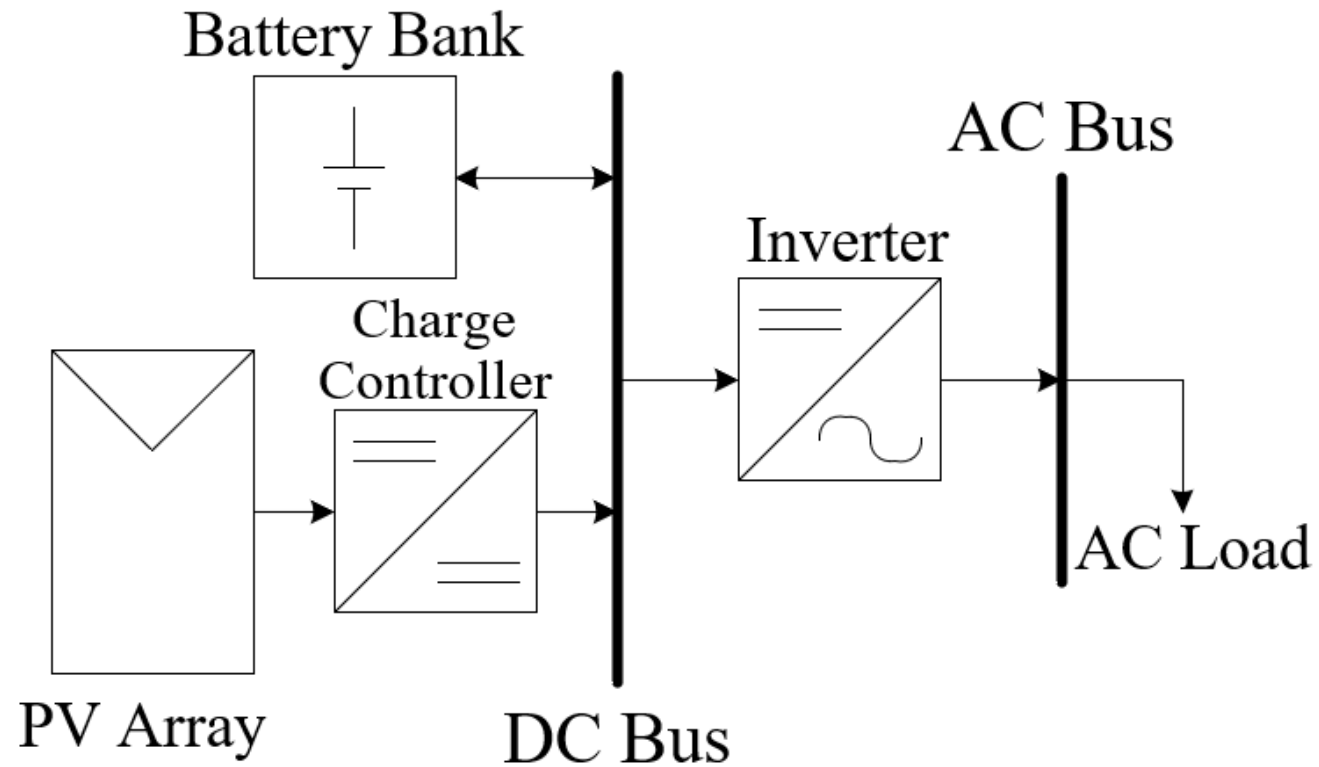 Battery Bank
AC Bus
Inverter
Charge
Controller
AC Load
PV Array
DC Bus